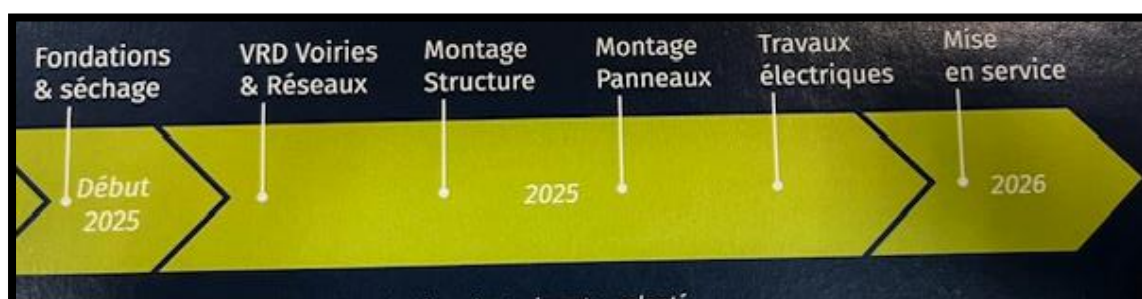 Fondations
& séchage
VRD Voiries
& Réseaux
Montage
Structure
Montage
Panneaux
Travaux
électriques
Mise
en service
Début
2025
2025
2026